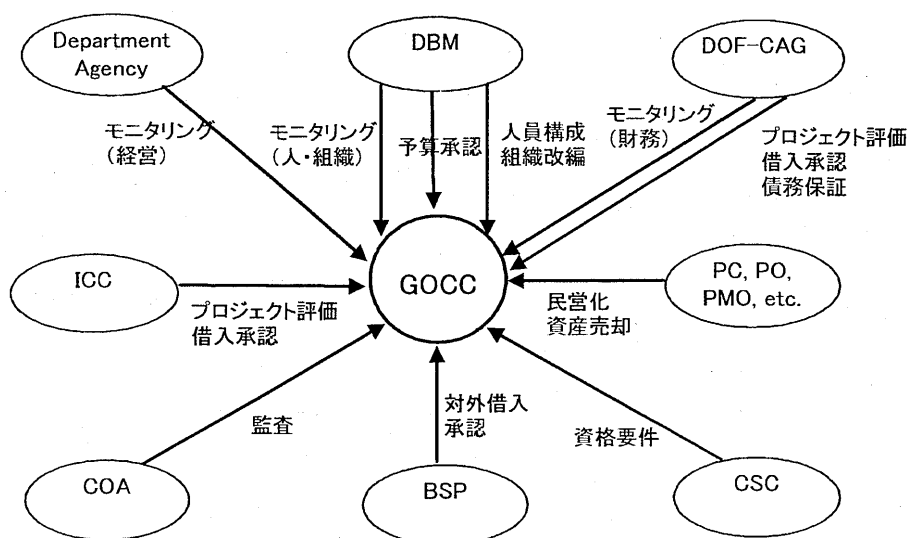 Department
Agency
DBM
DOF-CAG
モニタリング
(経営)
モニタリング
(人・組織)
予算承認
人員構成
組織改編
モニタリング
(財務)
プロジェクト評価
借入承認
債務保証
ICC
GOCC
PC, PO,
PMO, etc.
プロジェクト評価
借入承認
民営化
資産売却
監査
対外借入
承認
資格要件
COA
BSP
CSC